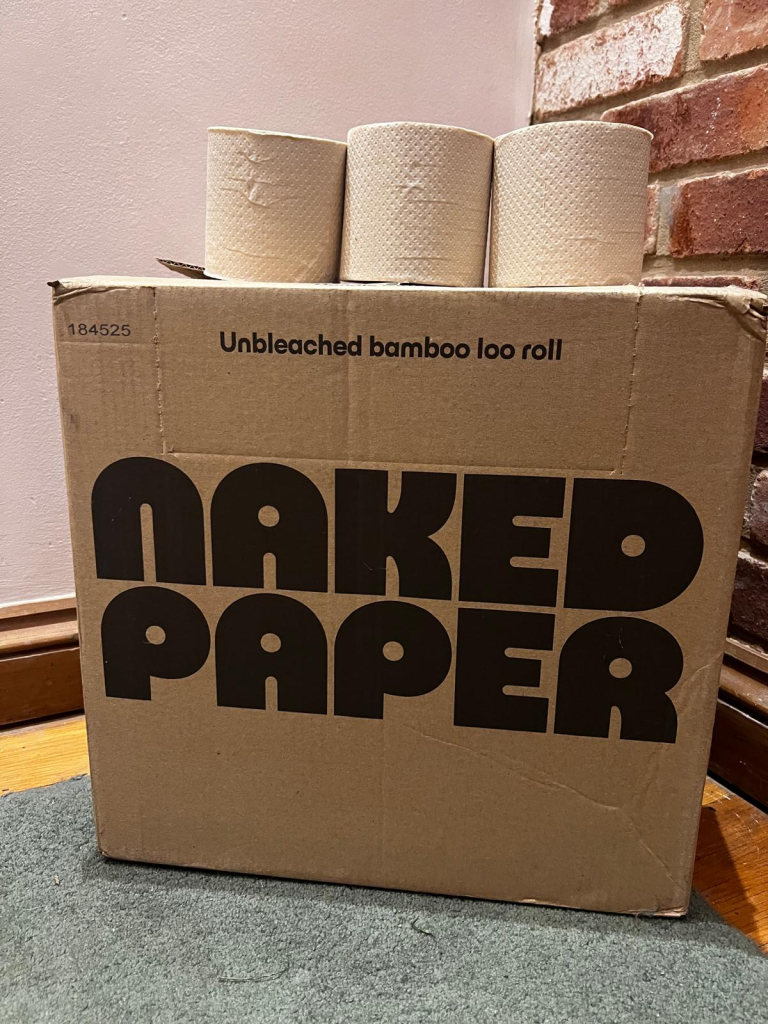 184525
Unbleached bamboo loo roll
NAKED
PAPER